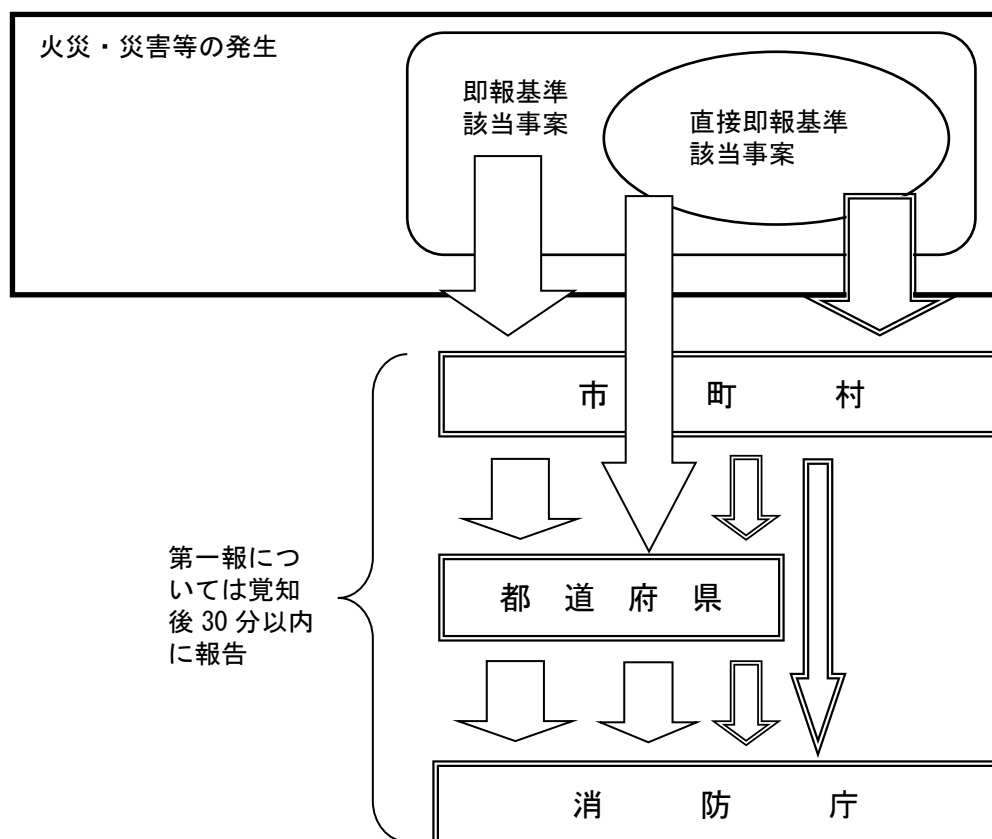 火災・災害等の発生
即報基準
該当事案
直接即報基準
該当事案
市町村
第一報につ
いては覚知
後30分以内
に報告
都道府県
消防庁